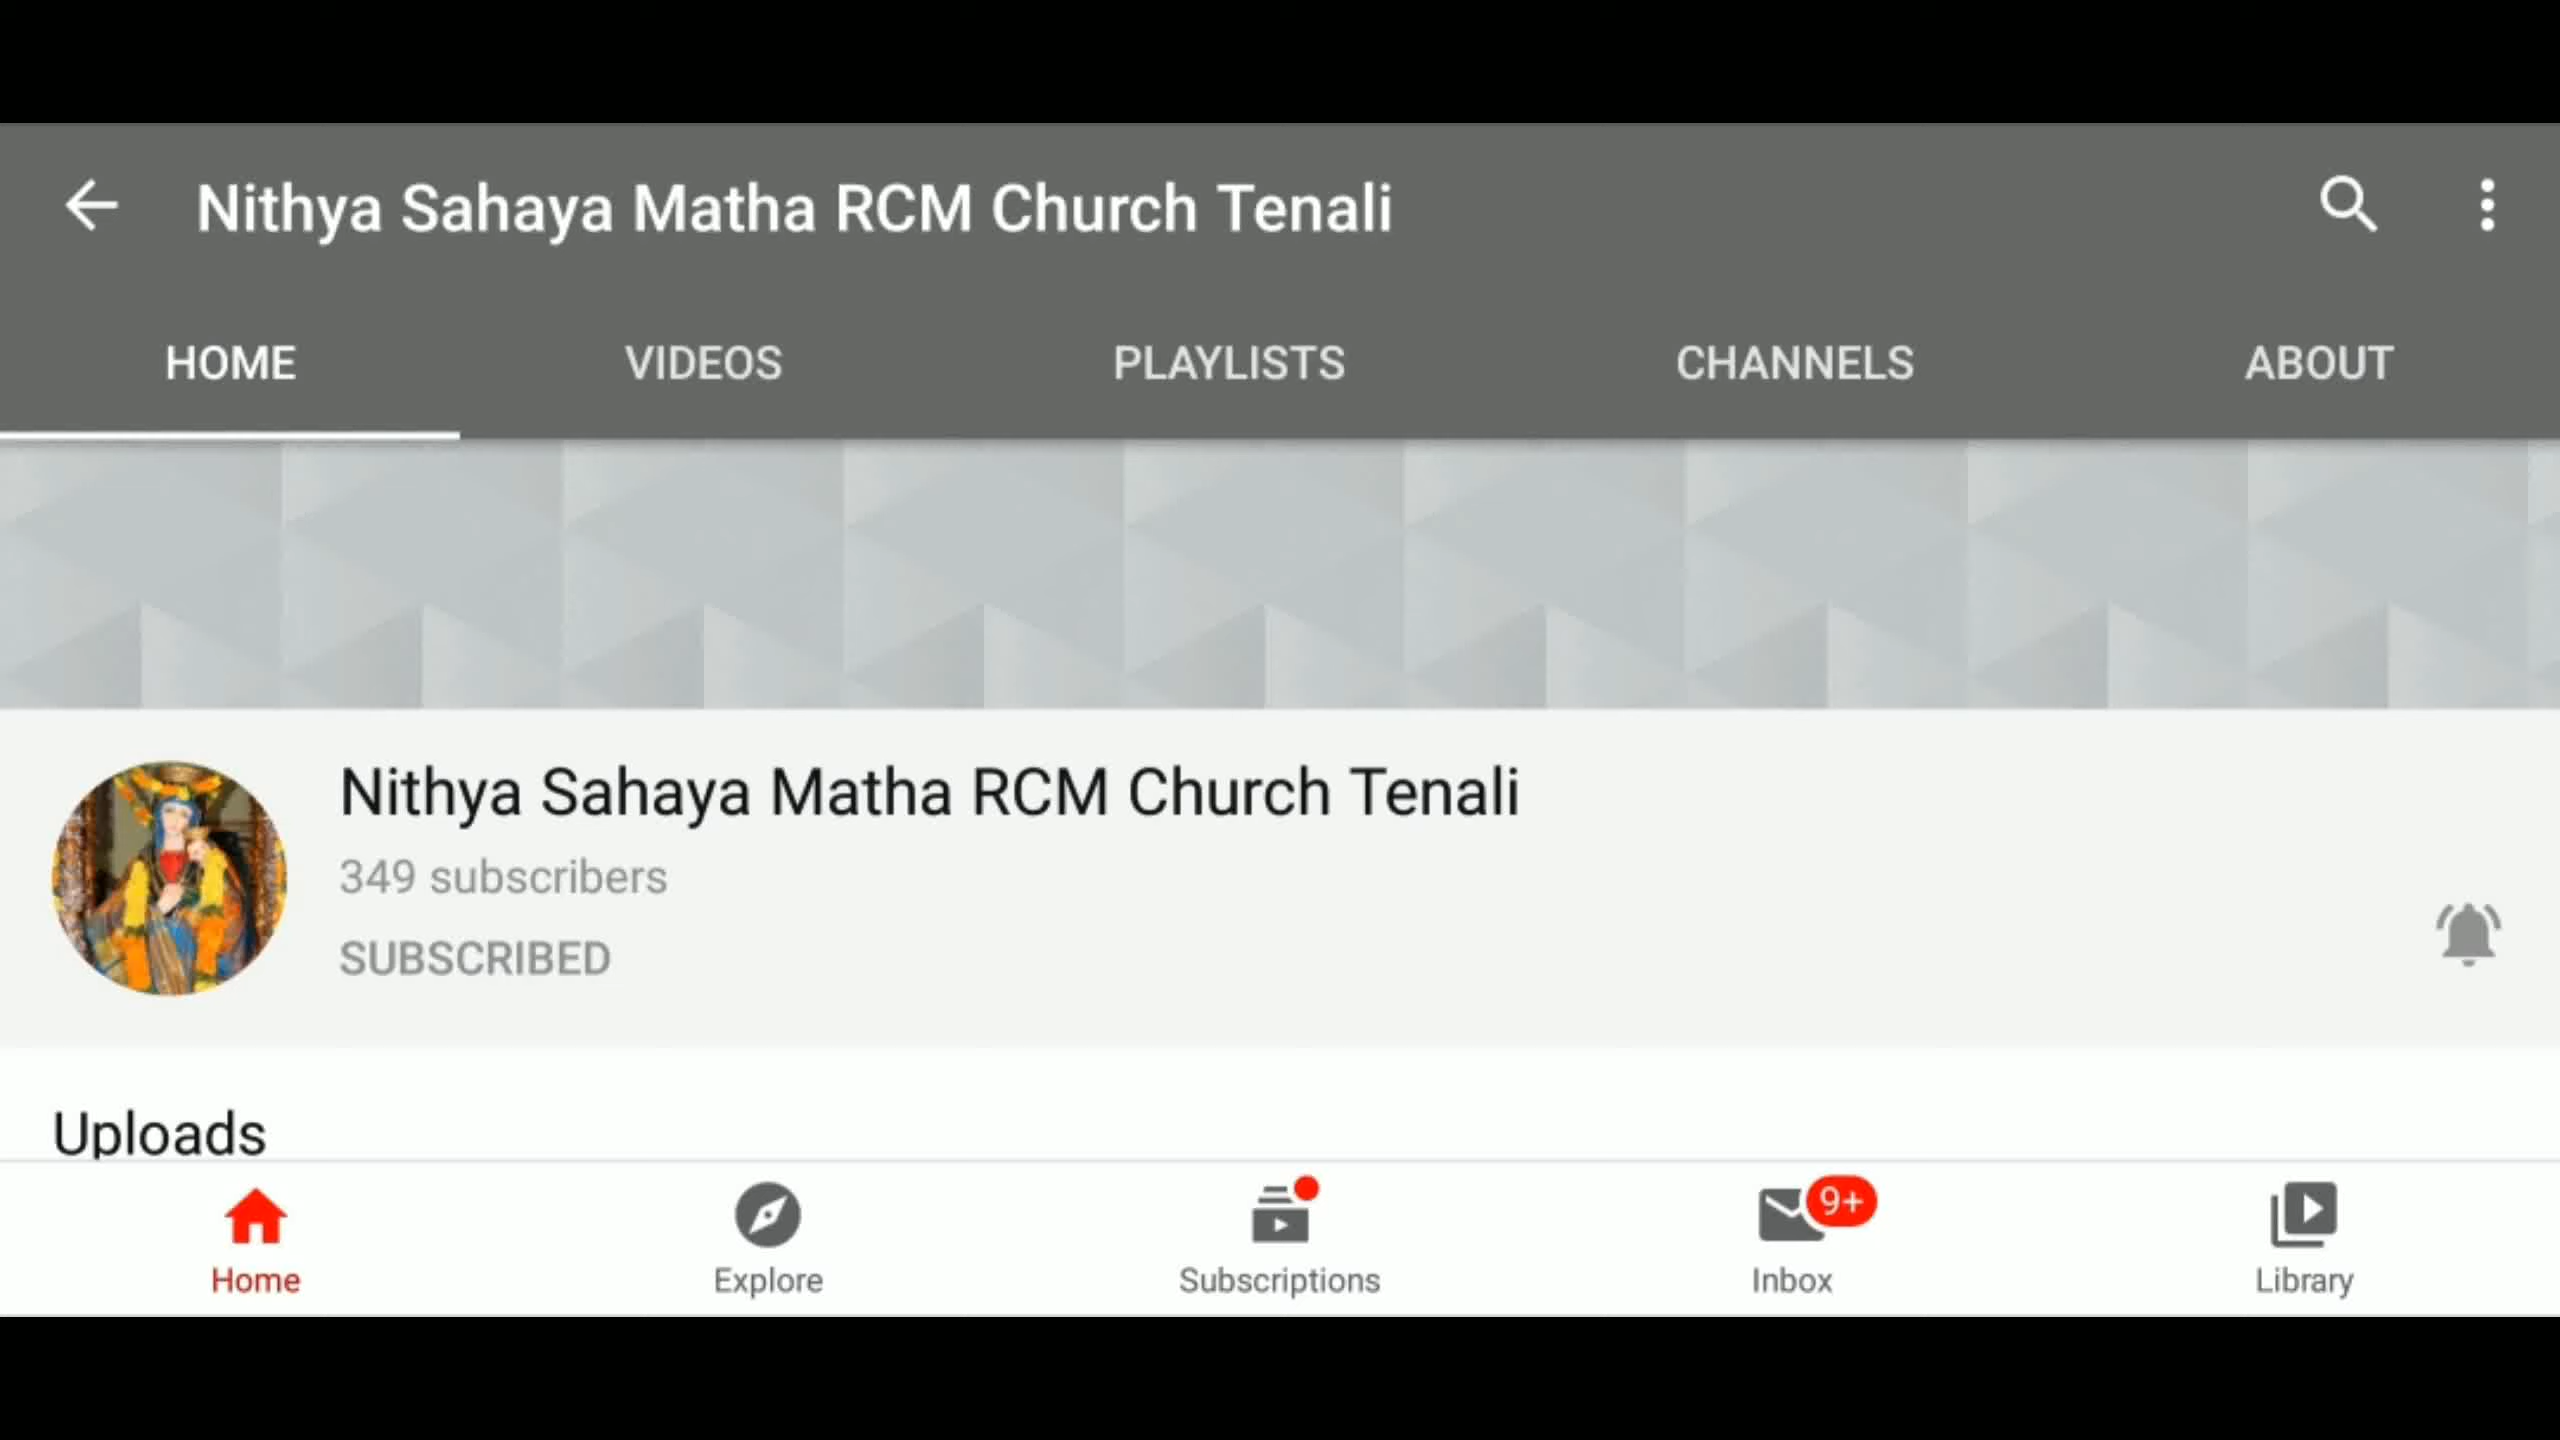 Nithya Sahaya Matha RCM Church Tenali
HOME VIDEOS PLAYLISTS CHANNELS ABOUT
Nithya Sahaya Matha RCM Church Tenali
349 subscribers
SUBSCRIBED
Uploads
9+
Home Explore Subscriptions Inbox Library